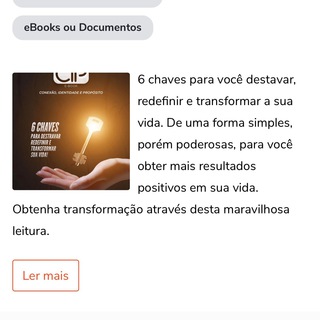 eBooks ou Documentos
CONEXÃO, IDENTIDADE E PROPÓSITO
6 CHAVES
PARA DESTRAVAR
REDEFINIR E
TRANSFORMAR
SUA VIDA!
6 chaves para você destavar,
redefinir e transformar a sua
vida. De uma forma simples,
porém poderosas, para você
obter mais resultados
positivos em sua vida.
Obtenha transformação através desta maravilhosa
leitura.
Ler mais